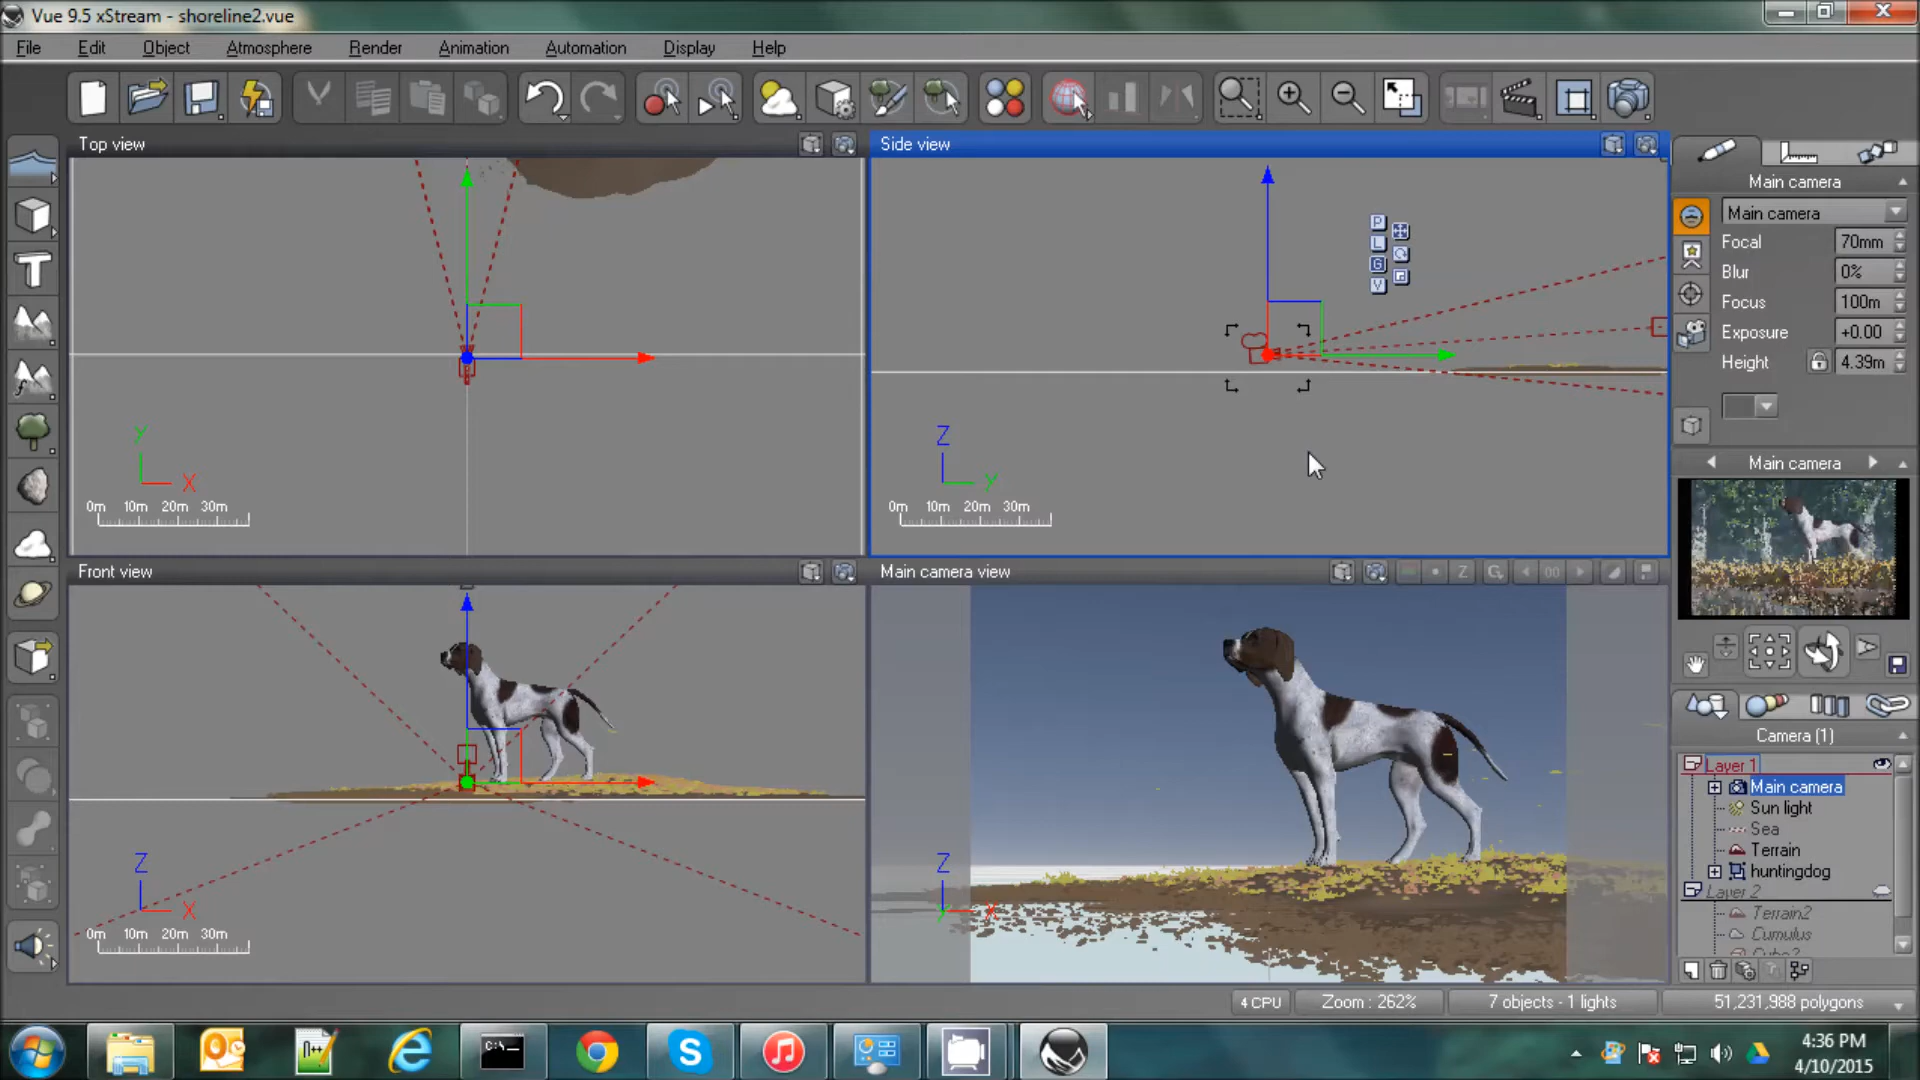 Vue 9.5 xStream - shoreline2.vue
File Edit Object Atmosphere Render Animation Automation Display Help
Top view
Side view
Main camera
Main camera
Focal 70mm
Blur 0%
Focus 100m
Exposure +0.00
Height 4.39m
P
L
G
V
Y
X
0m 10m 20m 30m
Z
Y
0m 10m 20m 30m
Main camera
Front view
Main camera view
Z G 00
Z
X
0m 10m 20m 30m
Z
X
Camera (1)
Layer 1
Main camera
Sun light
Sea
Terrain
huntingdog
Layer 2
Terrain2
Cumulus
4 CPU
Zoom : 262%
7 objects - 1 lights
51,231,988 polygons
n++
C:\-
4:36 PM
4/10/2015